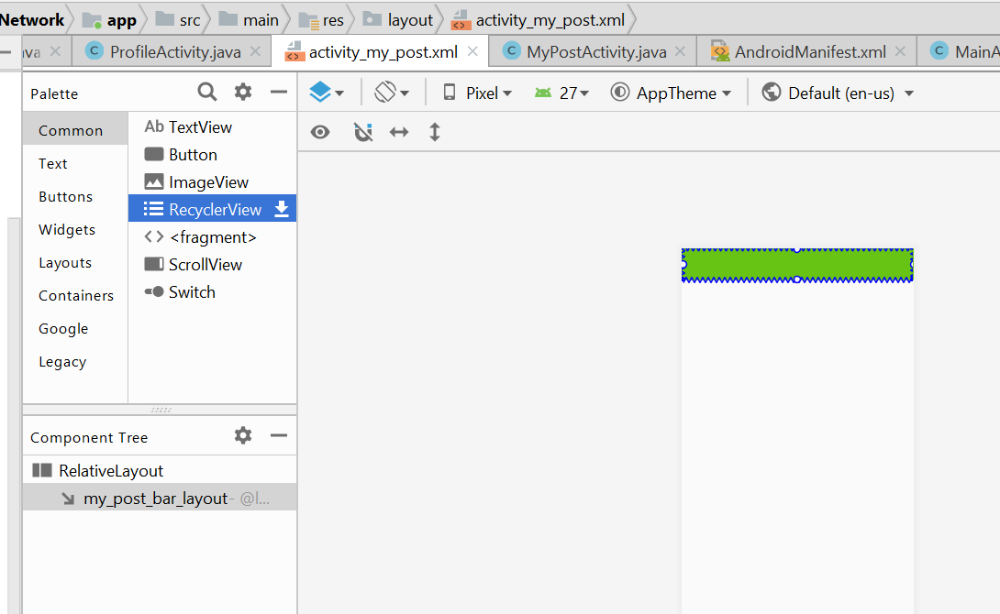 Network app src main res layout activity_my_post.xml
ava ProfileActivity.java activity_my_post.xml MyPostActivity.java AndroidManifest.xml MainA
Palette Pixel 27 AppTheme Default (en-us)
Common Ab TextView
Button
Text
ImageView
Buttons
RecyclerView
Widgets
<fragment>
Layouts
ScrollView
Containers
Switch
Google
Legacy
Component Tree
RelativeLayout
my_post_bar_layout- @l...